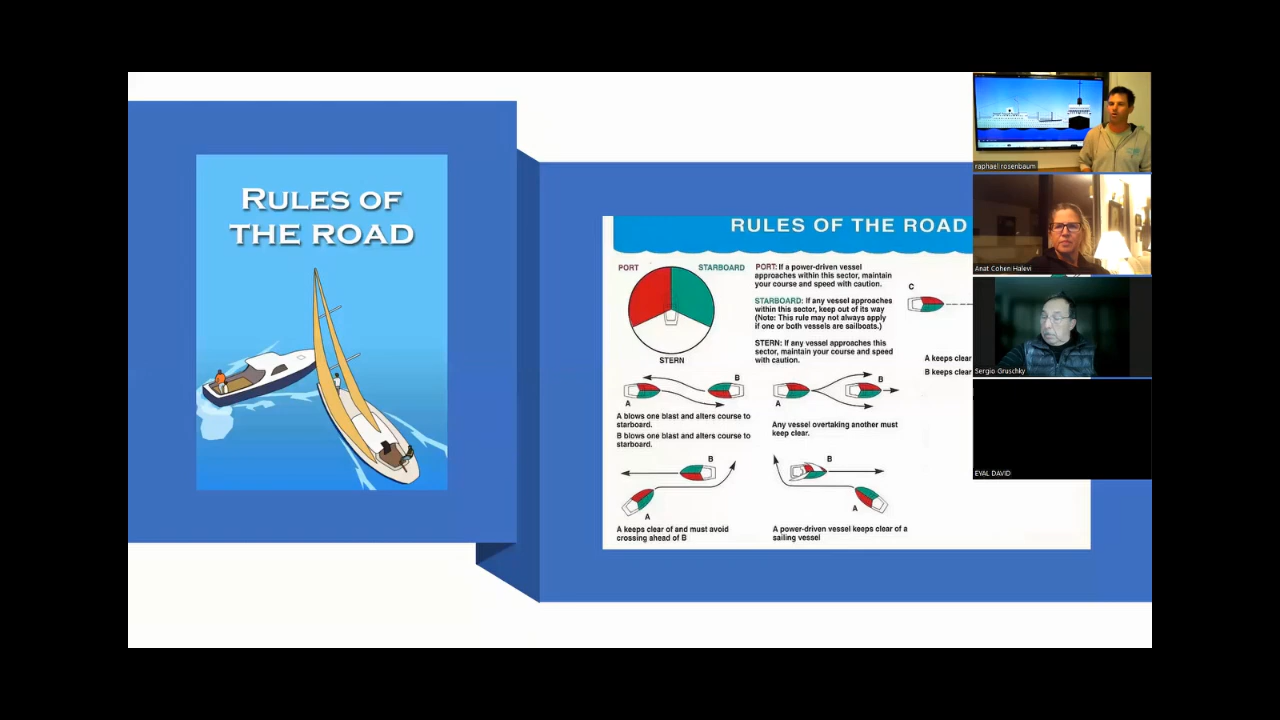 RULES OF
THE ROAD
RULES OF THE ROAD
PORT
STARBOARD
STERN
PORT: If a power-driven vessel
approaches within this sector, maintain
your course and speed with caution.
STARBOARD: If any vessel approaches
within this sector, keep out of its way
(Note: This rule may not always apply
if one or both vessels are sailboats.)
STERN: If any vessel approaches this
sector, maintain your course and speed
with caution.
C
A keeps clear
B keeps clear
B
A
A blows one blast and alters course to
starboard.
B blows one blast and alters course to
starboard.
B
A
Any vessel overtaking another must
keep clear.
B
A
A keeps clear of and must avoid
crossing ahead of B
B
A
A power-driven vessel keeps clear of a
sailing vessel
raphael rosenbaum
Anat Cohen Halevi
Sergio Gruschky
EYAL DAVID